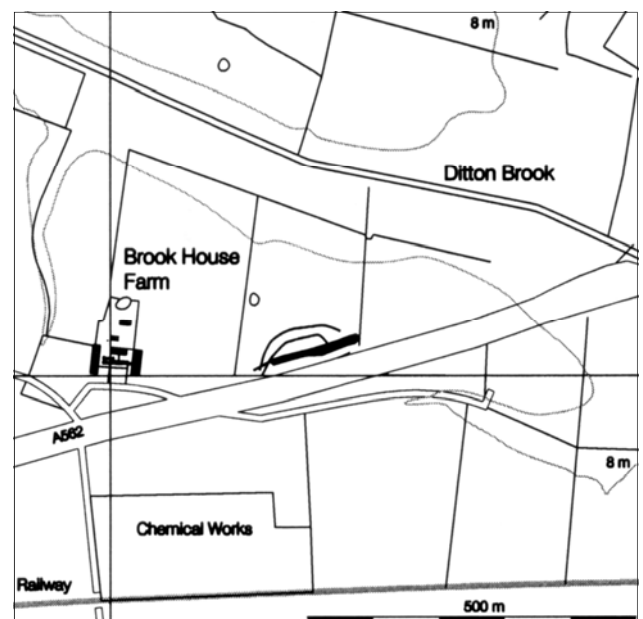 8 m
Ditton Brook
Brook House
Farm
A562
8 m
Chemical Works
Railway
500 m